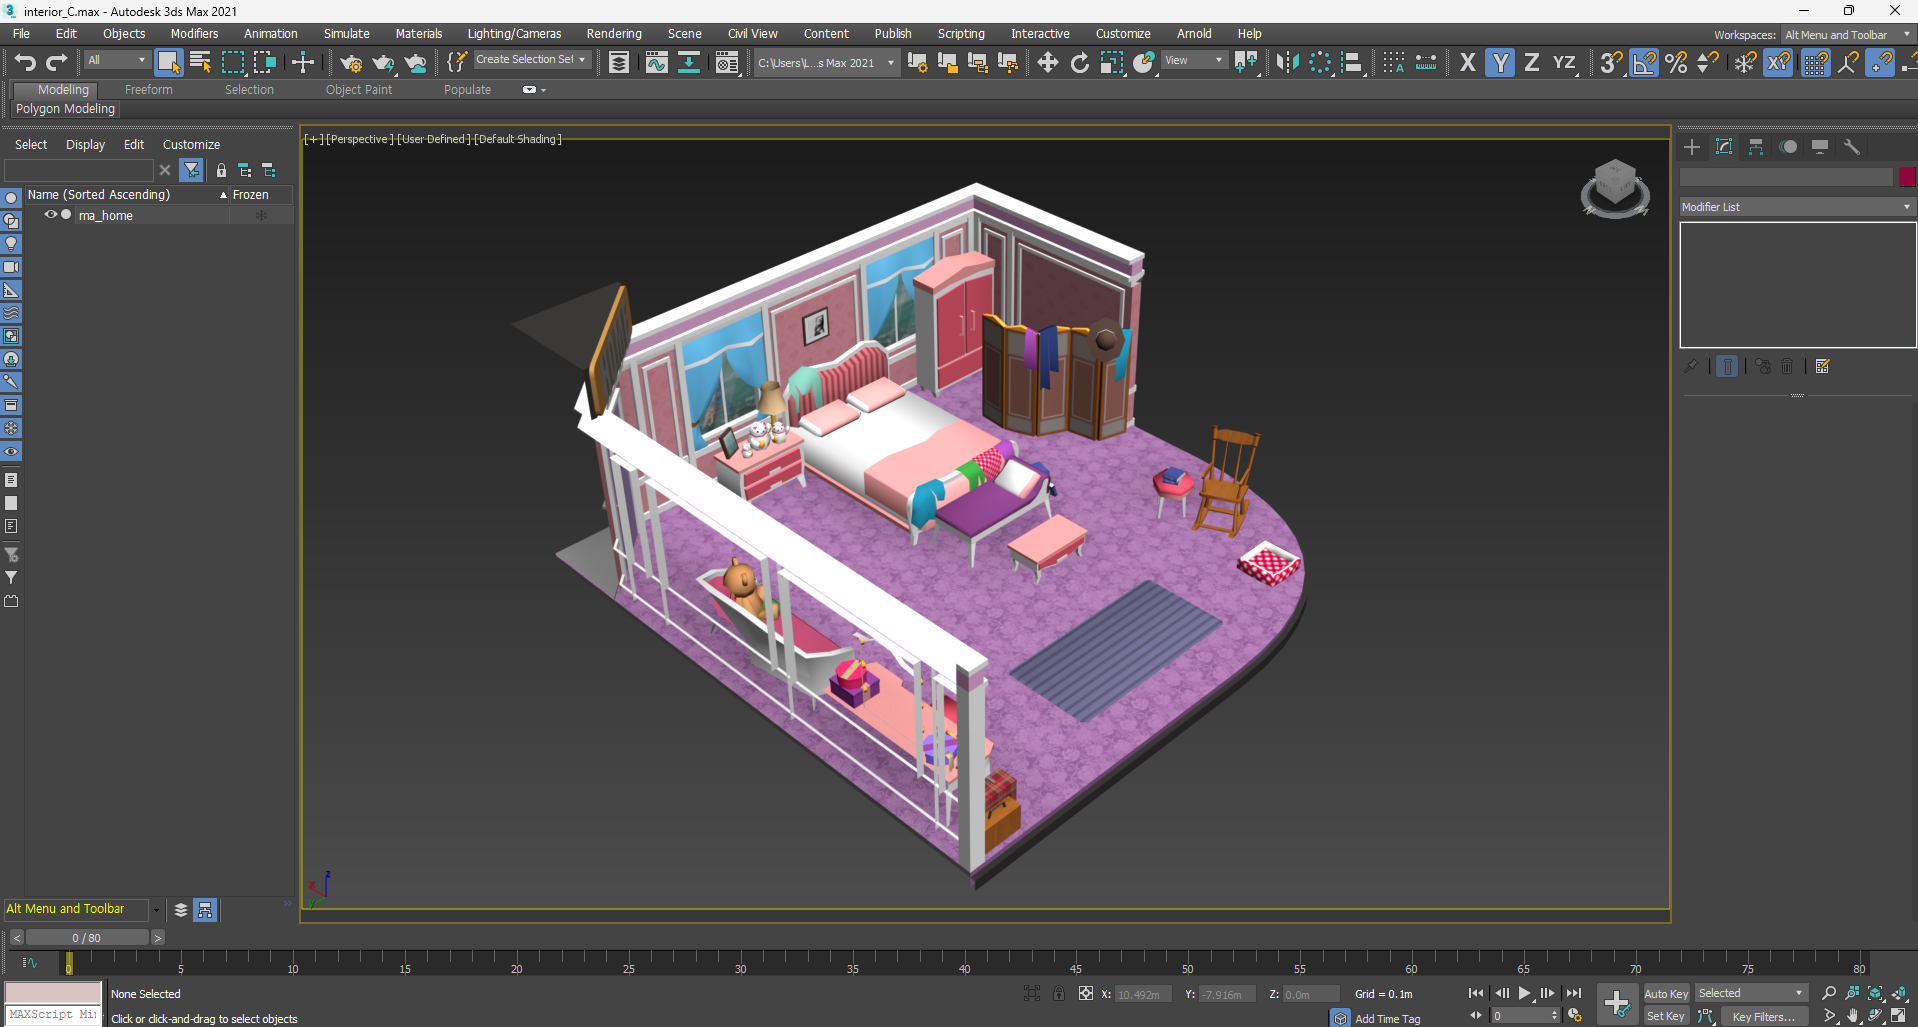 interior_C.max - Autodesk 3ds Max 2021
File Edit Objects Modifiers Animation Simulate Materials Lighting/Cameras Rendering Scene Civil View Content Publish Scripting Interactive Customize Arnold Help
Workspaces: Alt Menu and Toolbar
All
Create Selection Set
C:\Users\L...s Max 2021
View
X Y Z YZ
Modeling Freeform Selection Object Paint Populate
Polygon Modeling
Select Display Edit Customize
[+] [Perspective] [User Defined] [Default Shading]
Name (Sorted Ascending) Frozen
ma_home
Modifier List
Alt Menu and Toolbar
0 / 80
0 5 10 15 20 25 30 35 40 45 50 55 60 65 70 75 80
None Selected
X: 10.492m Y: -7.916m Z: 0.0m Grid = 0.1m
Auto Key Selected
MAXScript Mi
Click or click-and-drag to select objects
Add Time Tag
0
Set Key Key Filters...